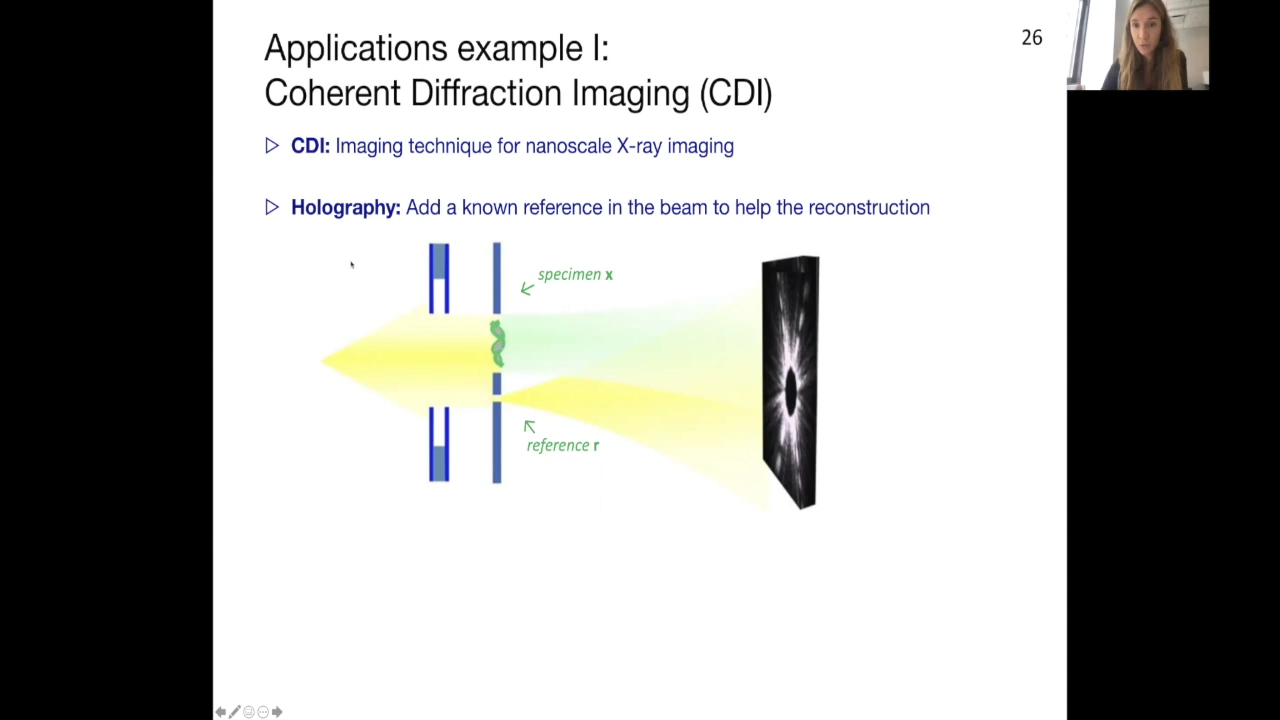 Applications example I:
Coherent Diffraction Imaging (CDI)
26
▷ CDI: Imaging technique for nanoscale X-ray imaging
▷ Holography: Add a known reference in the beam to help the reconstruction
specimen x
reference r